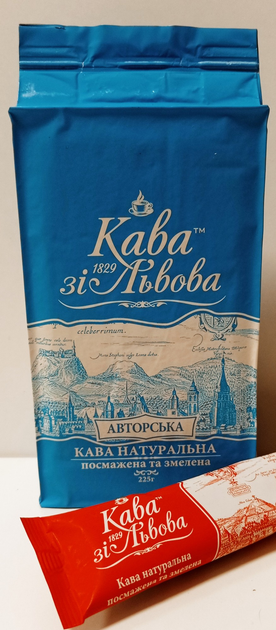 Кава™
зі 1829 Львова
celeberrimum.
АВТОРСЬКА
КАВА НАТУРАЛЬНА
посмажена та змелена
225г
Кава
1829
зі Львова
Кава натуральна
посмажена та змелена